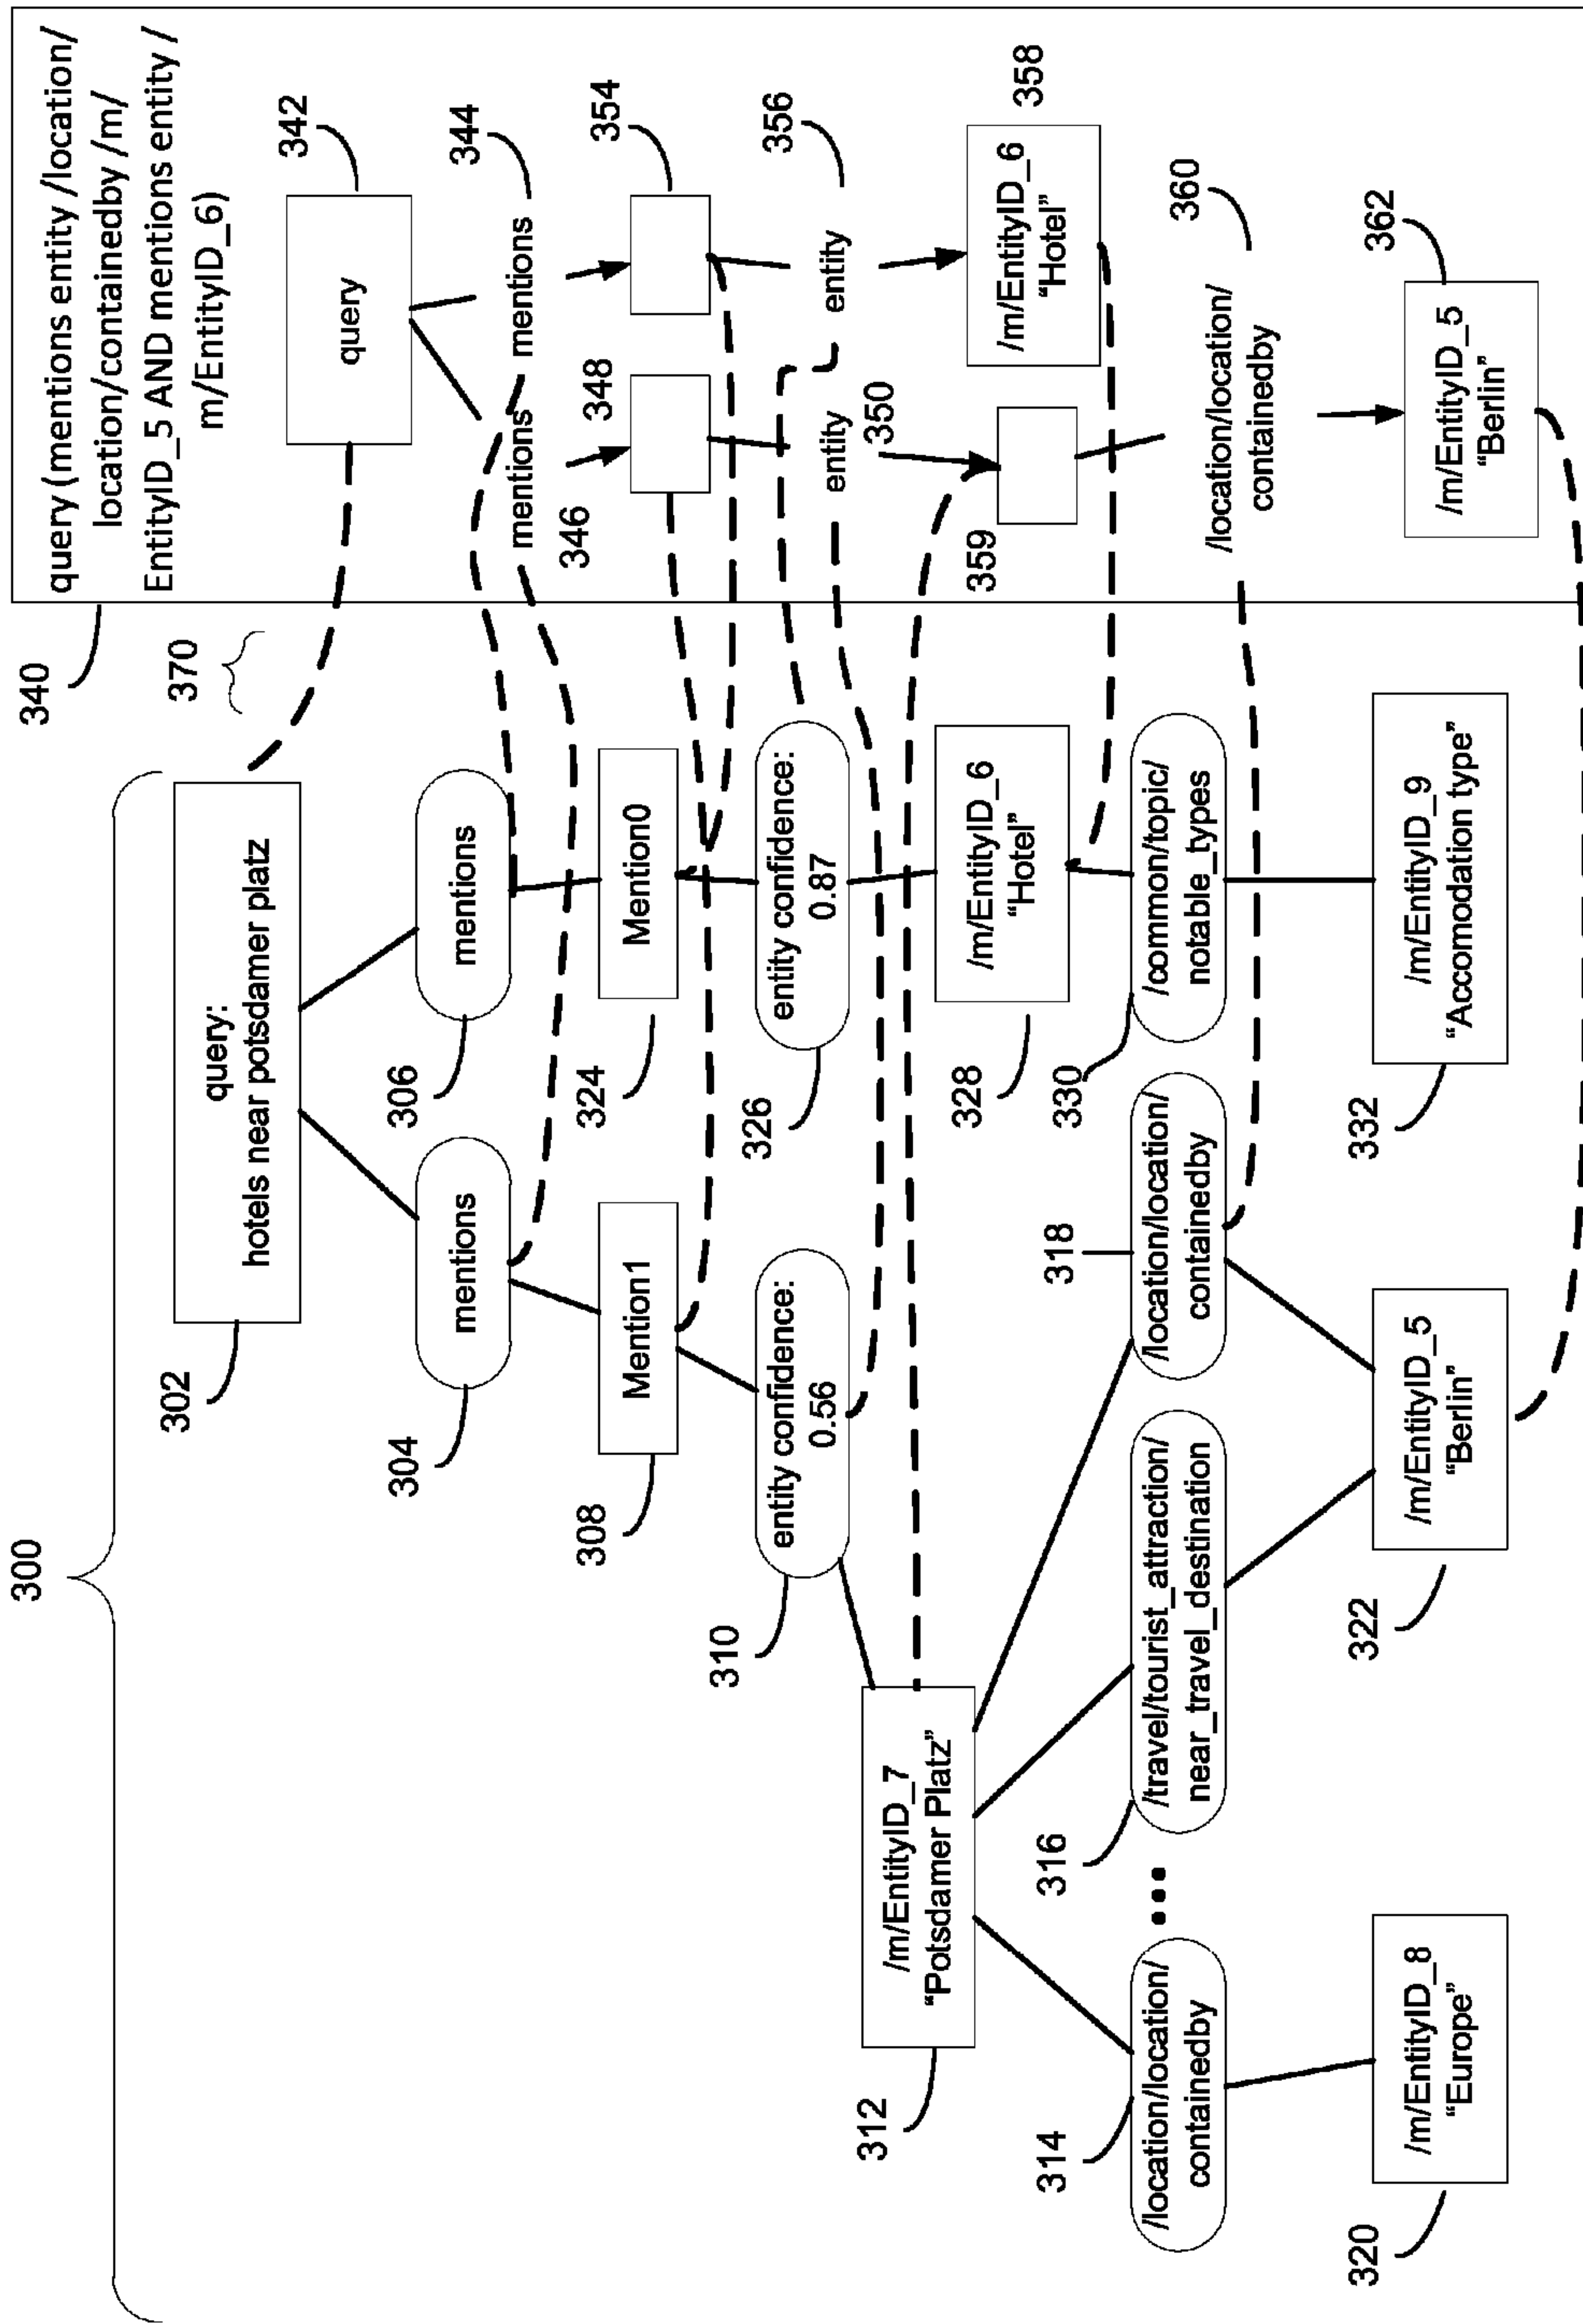 300
302
query:
hotels near potsdamer platz
304
mentions
306
mentions
308
Mention1
324
Mention0
310
entity confidence:
0.56
326
entity confidence:
0.87
312
/m/EntityID_7
“Potsdamer Platz”
328
/m/EntityID_6
“Hotel”
314
/location/location/
containedby
316
/travel/tourist_attraction/
near_travel_destination
318
/location/location/
containedby
330
/common/topic/
notable_types
320
/m/EntityID_8
“Europe”
322
/m/EntityID_5
“Berlin”
332
/m/EntityID_9
“Accomodation type”
340
370
query (mentions entity /location/
location/containedby /m/
EntityID_5 AND mentions entity /
m/EntityID_6)
query
342
mentions
mentions
344
346
348
354
entity
entity
350
356
359
/m/EntityID_6
“Hotel”
358
/location/location/
containedby
360
/m/EntityID_5
“Berlin”
362